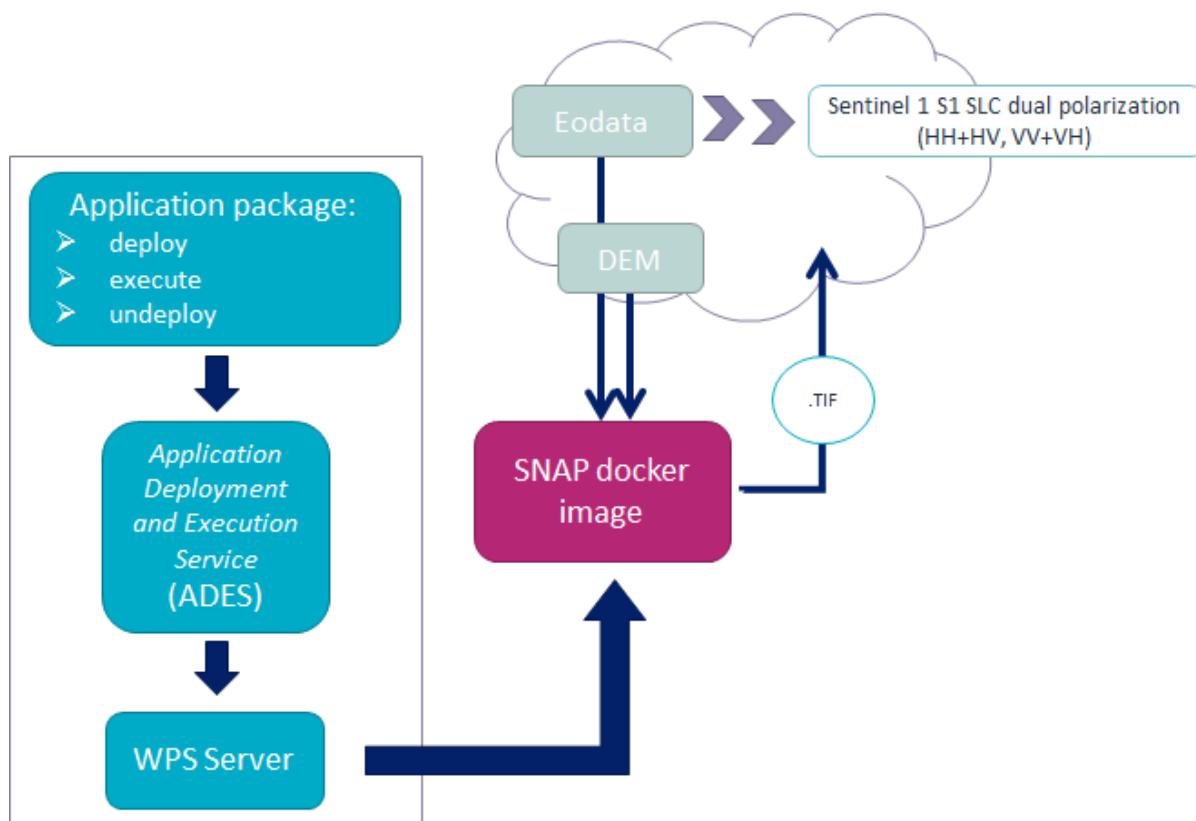 Eodata
Sentinel 1 S1 SLC dual polarization
(HH+HV, VV+VH)
Application package:
deploy
execute
undeploy
DEM
.TIF
Application
Deployment
and Execution
Service
(ADES)
SNAP docker
image
WPS Server